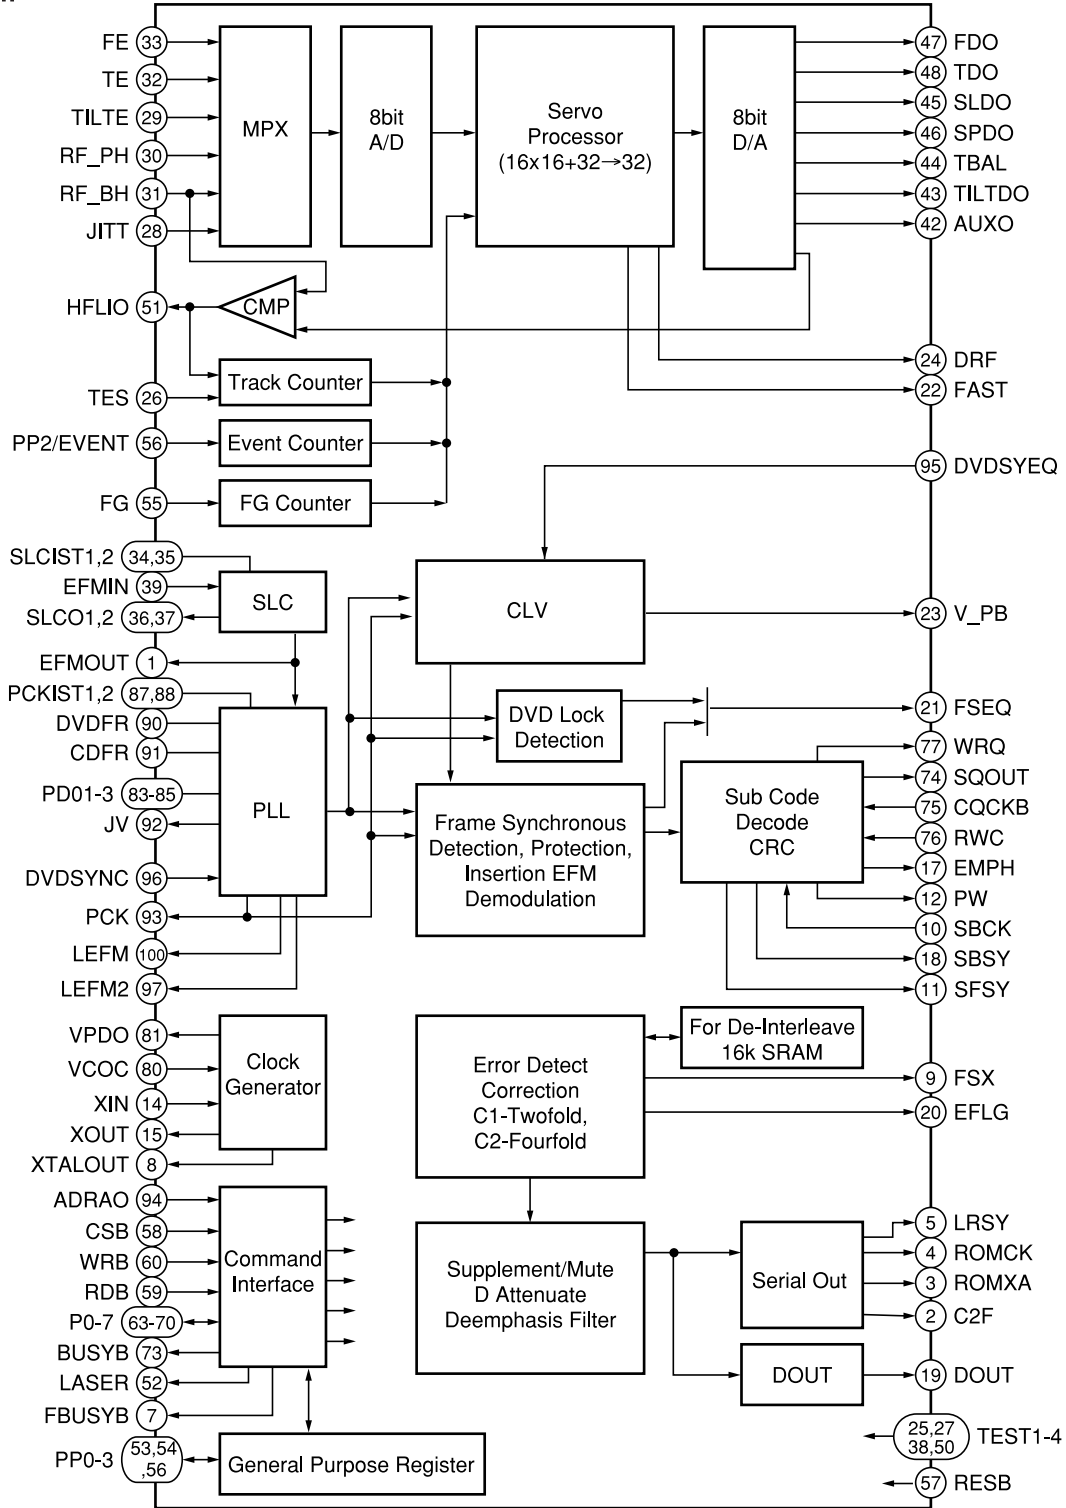 FE 33
TE 32
TILTE 29
RF_PH 30
RF_BH 31
JITT 28
HFLIO 51
TES 26
PP2/EVENT 56
FG 55
SLCIST1,2 34,35
EFMIN 39
SLCO1,2 36,37
EFMOUT 1
PCKIST1,2 87,88
DVDFR 90
CDFR 91
PD01-3 83-85
JV 92
DVDSYNC 96
PCK 93
LEFM 100
LEFM2 97
VPDO 81
VCOC 80
XIN 14
XOUT 15
XTALOUT 8
ADRAO 94
CSB 58
WRB 60
RDB 59
P0-7 63-70
BUSYB 73
LASER 52
FBUSYB 7
PP0-3 53,54
,56
MPX
8bit
A/D
Servo
Processor
(16x16+32→32)
8bit
D/A
CMP
Track Counter
Event Counter
FG Counter
SLC
CLV
PLL
DVD Lock
Detection
Frame Synchronous
Detection, Protection,
Insertion EFM
Demodulation
Sub Code
Decode
CRC
Clock
Generator
Error Detect
Correction
C1-Twofold,
C2-Fourfold
For De-Interleave
16k SRAM
Command
Interface
Supplement/Mute
D Attenuate
Deemphasis Filter
Serial Out
DOUT
General Purpose Register
47 FDO
48 TDO
45 SLDO
46 SPDO
44 TBAL
43 TILTDO
42 AUXO
24 DRF
22 FAST
95 DVDSYEQ
23 V_PB
21 FSEQ
77 WRQ
74 SQOUT
75 CQCKB
76 RWC
17 EMPH
12 PW
10 SBCK
18 SBSY
11 SFSY
9 FSX
20 EFLG
5 LRSY
4 ROMCK
3 ROMXA
2 C2F
19 DOUT
25,27
38,50 TEST1-4
57 RESB